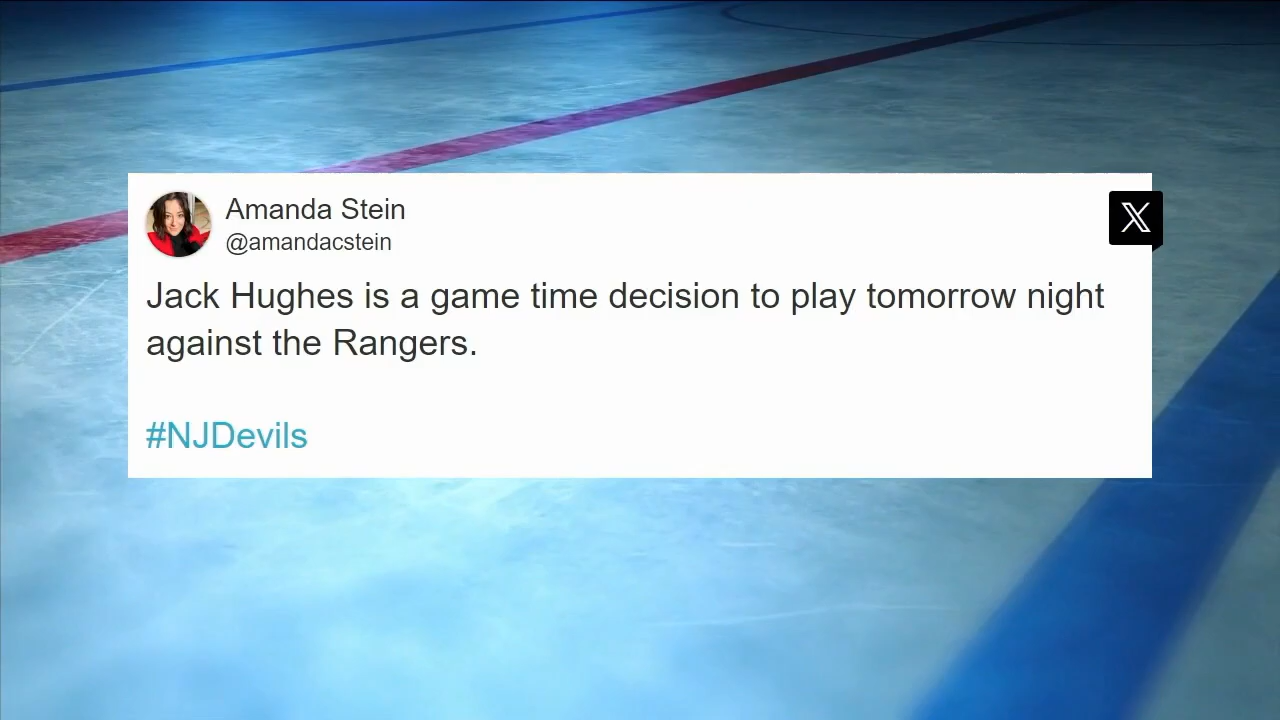 Amanda Stein
@amandacstein
Jack Hughes is a game time decision to play tomorrow night
against the Rangers.
#NJDevils